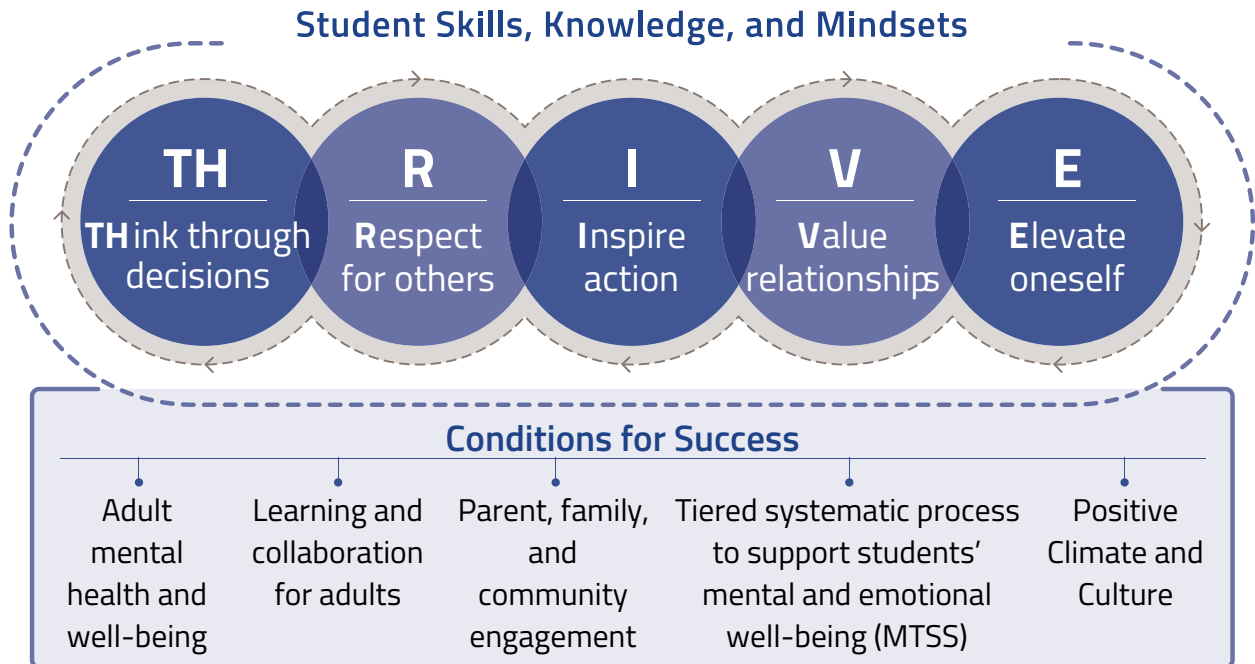 Student Skills, Knowledge, and Mindsets
TH
THink through
decisions
R
Respect
for others
I
Inspire
action
V
Value
relationships
E
Elevate
oneself
Conditions for Success
Adult
mental
health and
well-being
Learning and
collaboration
for adults
Parent, family,
and
community
engagement
Tiered systematic process
to support students’
mental and emotional
well-being (MTSS)
Positive
Climate and
Culture